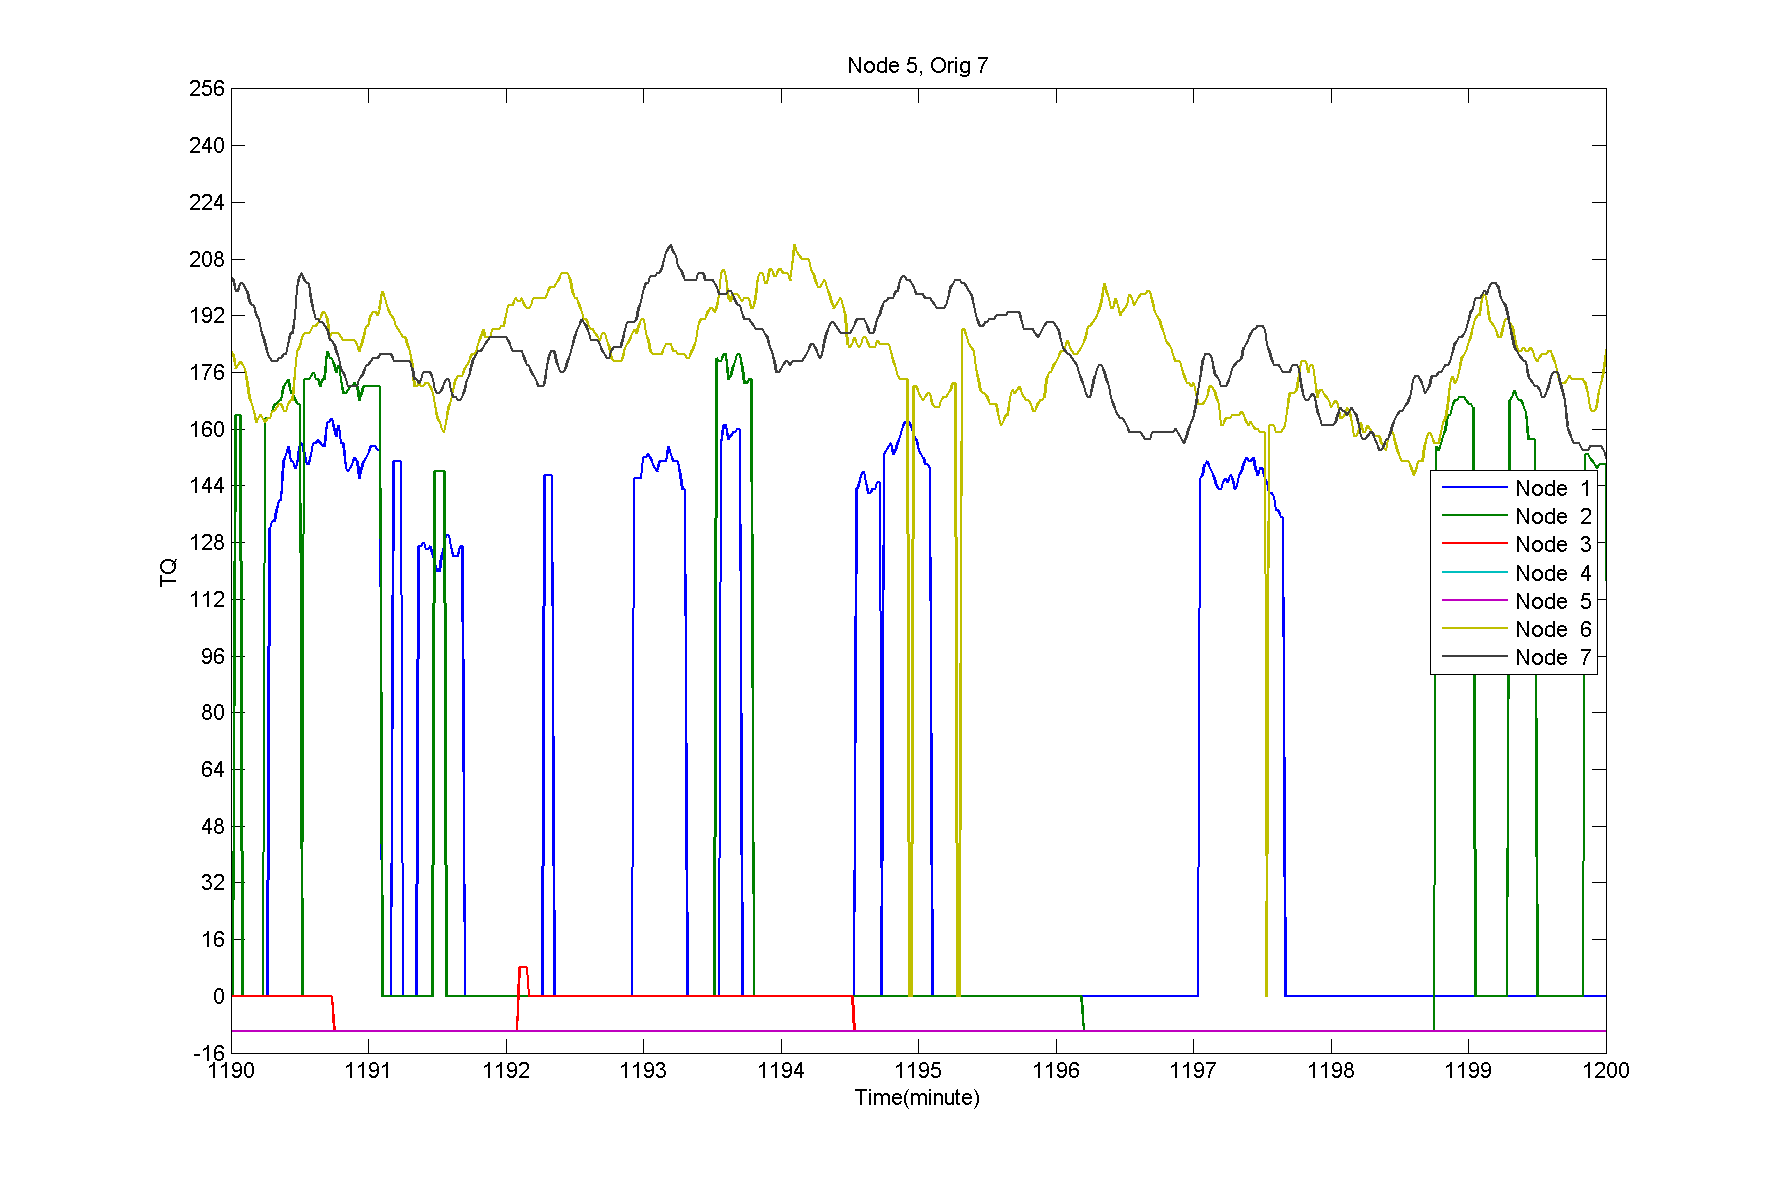 Node 5, Orig 7
256
240
224
208
192
176
160
144
128
112
96
80
64
48
32
16
0
-16
TQ
Node 1
Node 2
Node 3
Node 4
Node 5
Node 6
Node 7
1190 1191 1192 1193 1194 1195 1196 1197 1198 1199 1200
Time(minute)